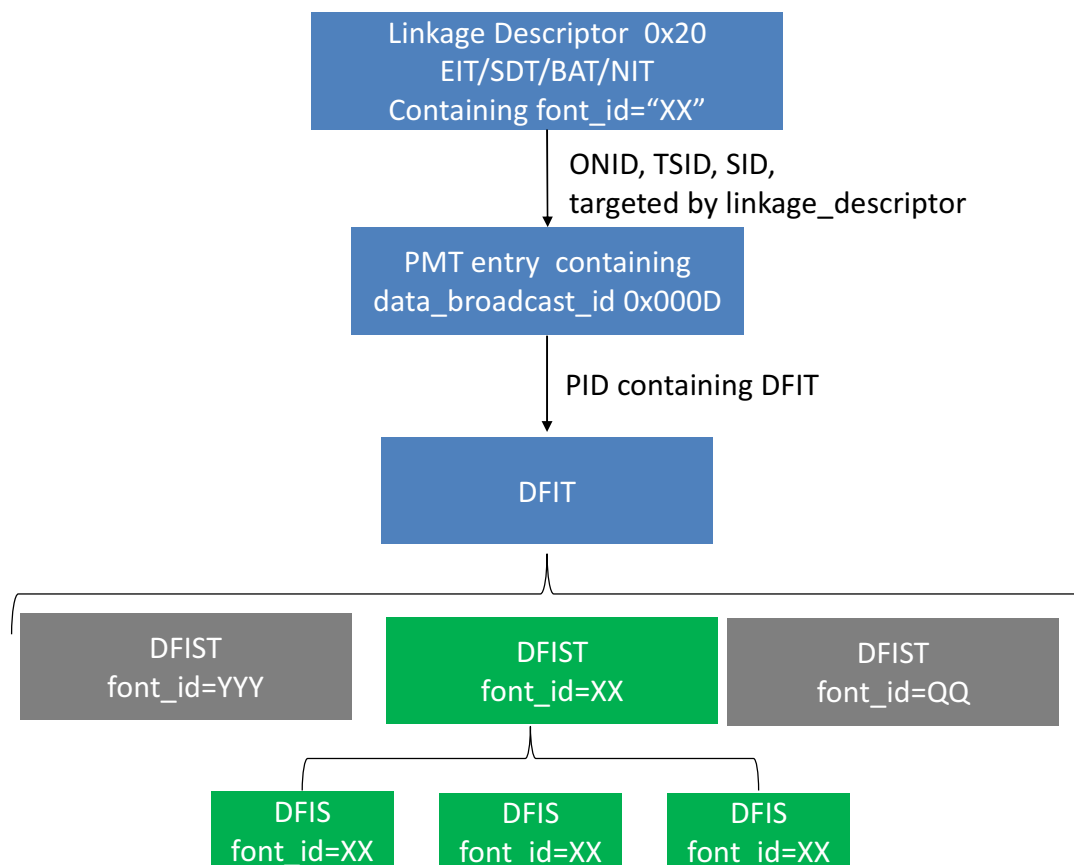 Linkage Descriptor 0x20
EIT/SDT/BAT/NIT
Containing font_id=“XX”
ONID, TSID, SID,
targeted by linkage_descriptor
PMT entry containing
data_broadcast_id 0x000D
PID containing DFIT
DFIT
DFIST
font_id=YYY
DFIST
font_id=XX
DFIST
font_id=QQ
DFIS
font_id=XX
DFIS
font_id=XX
DFIS
font_id=XX